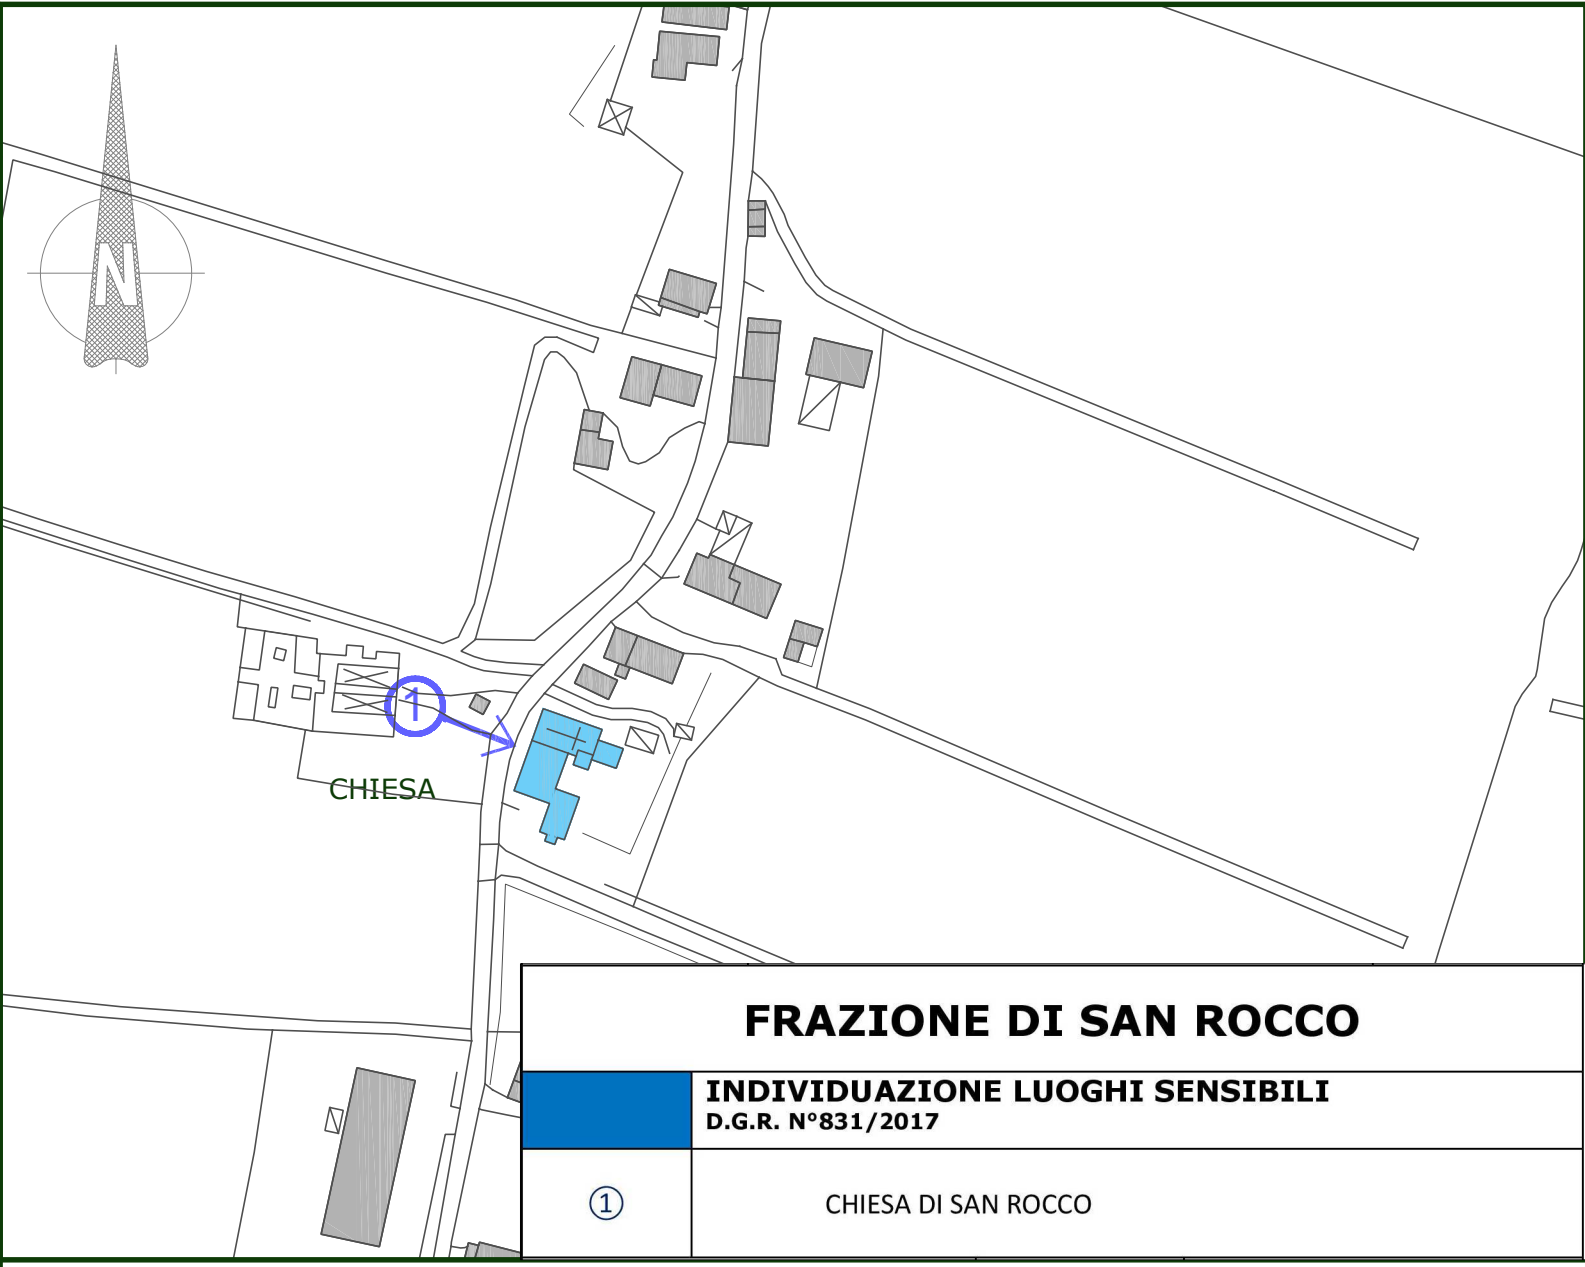 N
1
CHIESA
FRAZIONE DI SAN ROCCO
INDIVIDUAZIONE LUOGHI SENSIBILI
D.G.R. N°831/2017
① CHIESA DI SAN ROCCO